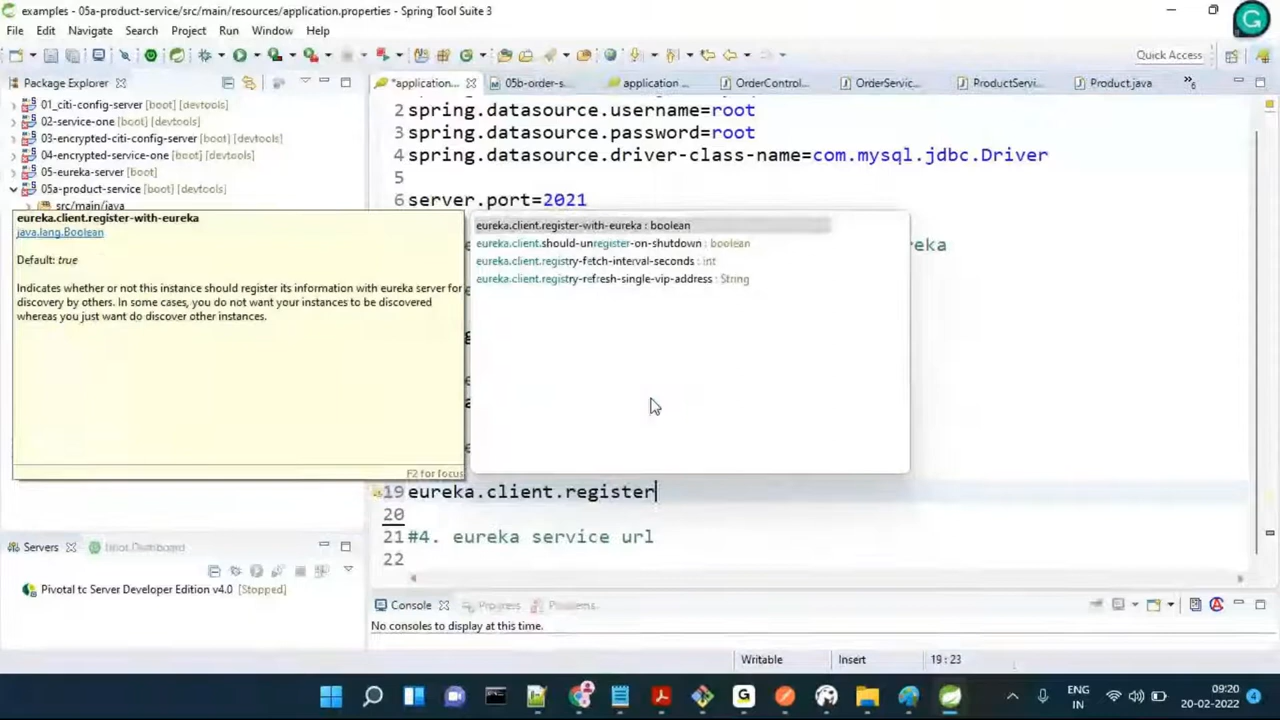 examples - 05a-product-service/src/main/resources/application.properties - Spring Tool Suite 3
File Edit Navigate Search Project Run Window Help
Quick Access
Package Explorer
*application...
05b-order-s...
application ...
OrderControl...
OrderServic...
ProductServi...
Product.java
»6
01_citi-config-server [boot] [devtools]
02-service-one [boot] [devtools]
03-encrypted-citi-config-server [boot] [devtools]
04-encrypted-service-one [boot] [devtools]
05-eureka-server [boot]
05a-product-service [boot] [devtools]
src/main/java
2 spring.datasource.username=root
3 spring.datasource.password=root
4 spring.datasource.driver-class-name=com.mysql.jdbc.Driver
5
6 server.port=2021
eureka.client.register-with-eureka
java.lang.Boolean
Default: true
Indicates whether or not this instance should register its information with eureka server for
discovery by others. In some cases, you do not want your instances to be discovered
whereas you just want do discover other instances.
F2 for focus
eureka.client.register-with-eureka : boolean
eureka.client.should-unregister-on-shutdown : boolean
eureka.client.registry-fetch-interval-seconds : int
eureka.client.registry-refresh-single-vip-address : String
eka
19 eureka.client.register
20
21 #4. eureka service url
22
Servers
Boot Dashboard
Pivotal tc Server Developer Edition v4.0 [Stopped]
Console
Progress
Problems
No consoles to display at this time.
Writable
Insert
19 : 23
ENG
IN
09:20
20-02-2022
4